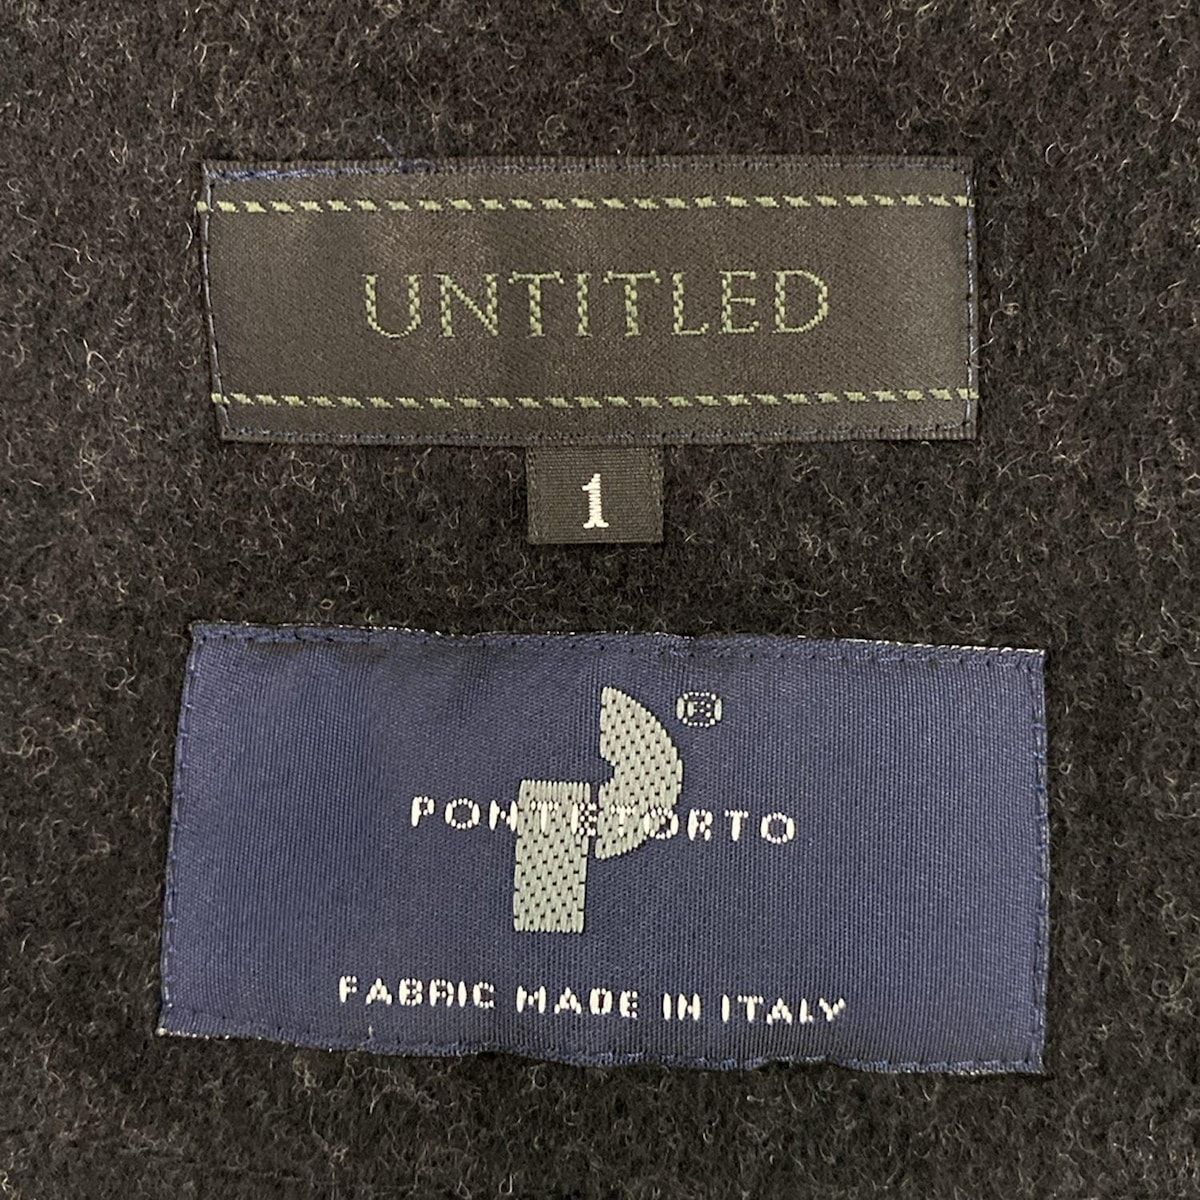 UNTITLED
1
®
PONTETORTO
FABRIC MADE IN ITALY